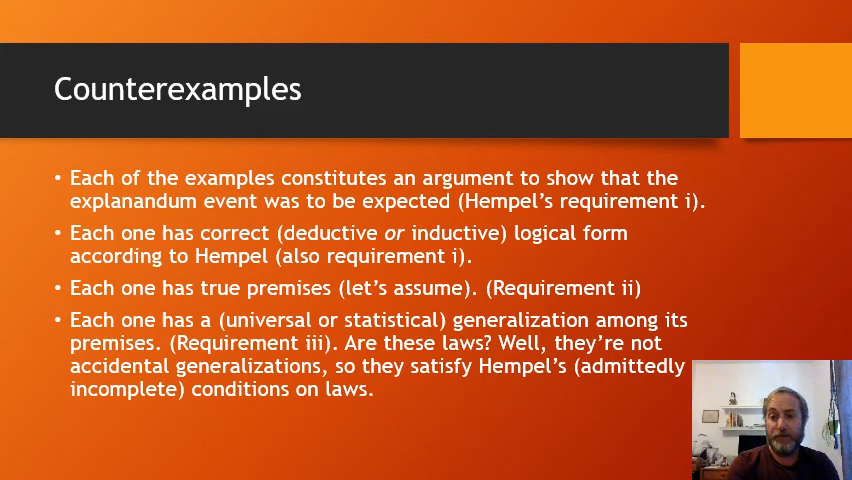 Counterexamples
• Each of the examples constitutes an argument to show that the
explanandum event was to be expected (Hempel's requirement i).
• Each one has correct (deductive or inductive) logical form
according to Hempel (also requirement i).
• Each one has true premises (let's assume). (Requirement ii)
• Each one has a (universal or statistical) generalization among its
premises. (Requirement iii). Are these laws? Well, they're not
accidental generalizations, so they satisfy Hempel's (admittedly
incomplete) conditions on laws.